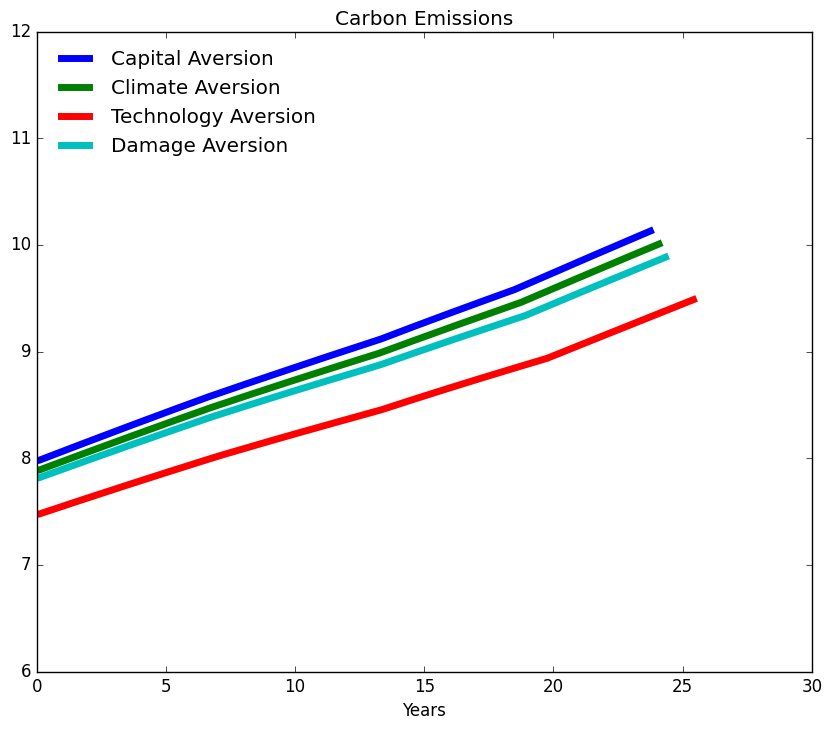 Carbon Emissions
12
Capital Aversion
Climate Aversion
Technology Aversion
Damage Aversion
11
10
9
8
7
6
0 5 10 15 20 25 30
Years